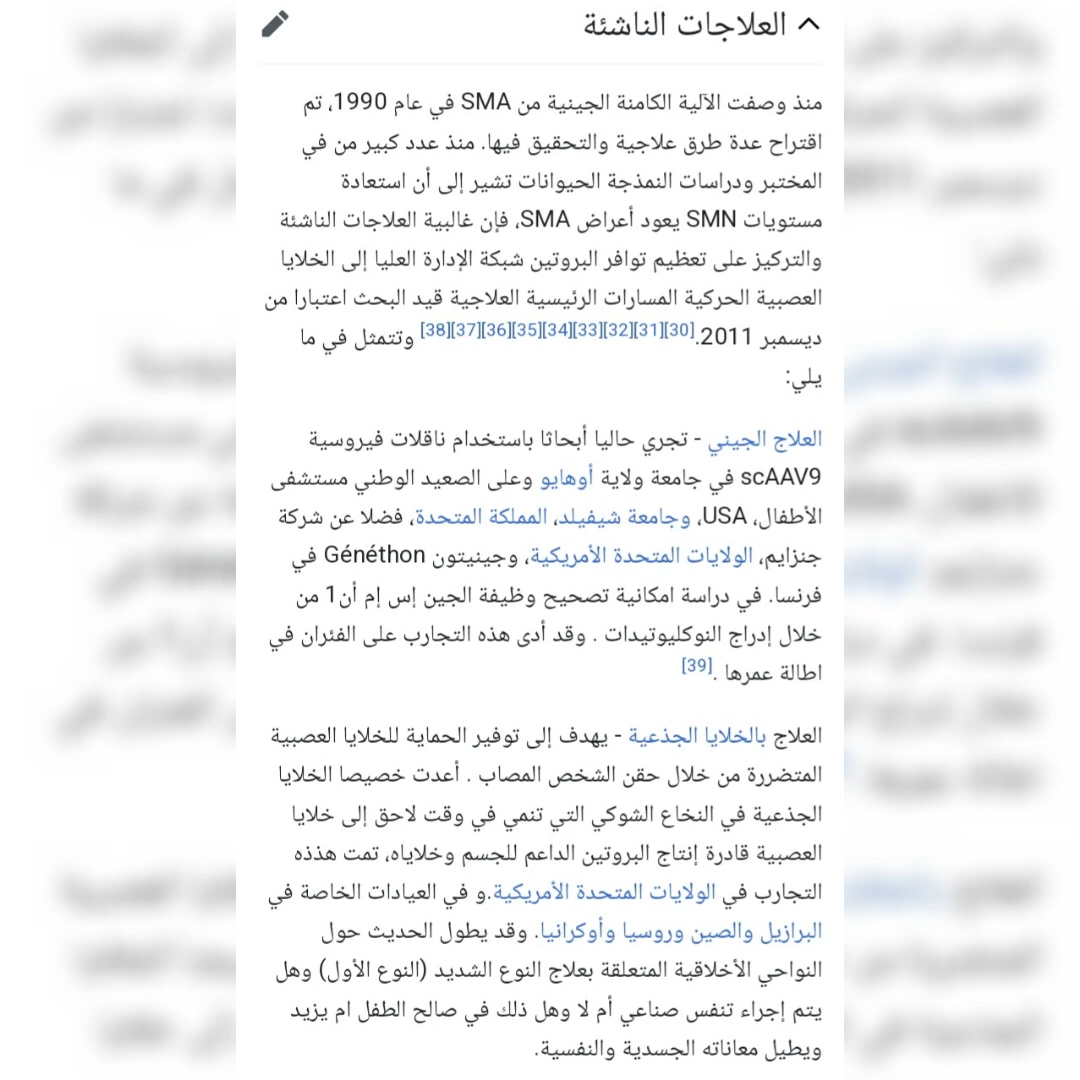 العلاجات الناشئة
منذ وصفت الآلية الكامنة الجينية من SMA في عام 1990، تم
اقتراح عدة طرق علاجية والتحقيق فيها. منذ عدد كبير من في
المختبر ودراسات النمذجة الحيوانات تشير إلى أن استعادة
مستويات SMN يعود أعراض SMA، فإن غالبية العلاجات الناشئة
والتركيز على تعظيم توافر البروتين شبكة الإدارة العليا إلى الخلايا
العصبية الحركية المسارات الرئيسية العلاجية قيد البحث اعتبارا من
ديسمبر 2011.[30][31][32][33][34][35][36][37][38] وتتمثل في ما
يلي:
العلاج الجيني - تجري حاليا أبحاثا باستخدام ناقلات فيروسية
scAAV9 في جامعة ولاية أوهايو وعلى الصعيد الوطني مستشفى
الأطفال، USA، وجامعة شيفيلد، المملكة المتحدة، فضلا عن شركة
جنزايم، الولايات المتحدة الأمريكية، وجينيتون Généthon في
فرنسا. في دراسة امكانية تصحيح وظيفة الجين إس إم أن1 من
خلال إدراج النوكليوتيدات . وقد أدى هذه التجارب على الفئران في
اطالة عمرها .[39]
العلاج بالخلايا الجذعية - يهدف إلى توفير الحماية للخلايا العصبية
المتضررة من خلال حقن الشخص المصاب . أعدت خصيصا الخلايا
الجذعية في النخاع الشوكي التي تنمي في وقت لاحق إلى خلايا
العصبية قادرة إنتاج البروتين الداعم للجسم وخلاياه، تمت هذذه
التجارب في الولايات المتحدة الأمريكية.و في العيادات الخاصة في
البرازيل والصين وروسيا وأوكرانيا. وقد يطول الحديث حول
النواحي الأخلاقية المتعلقة بعلاج النوع الشديد (النوع الأول) وهل
يتم إجراء تنفس صناعي أم لا وهل ذلك في صالح الطفل ام يزيد
ويطيل معاناته الجسدية والنفسية.